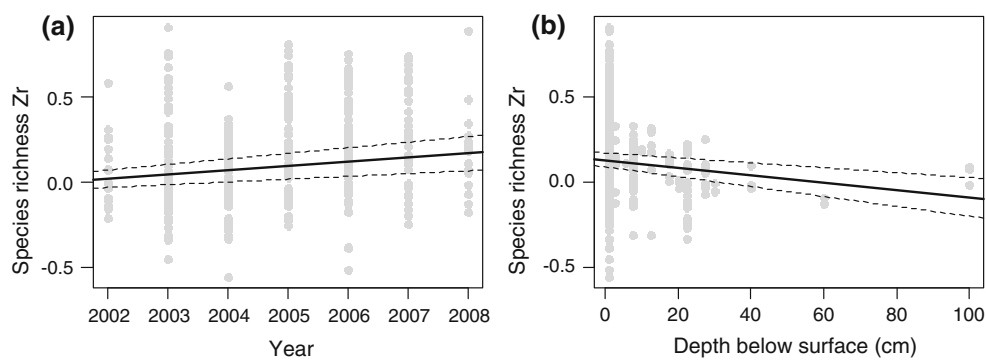 (a)
Species richness Zr
0.5
0.0
-0.5
2002 2003 2004 2005 2006 2007 2008
Year
(b)
Species richness Zr
0.5
0.0
-0.5
0 20 40 60 80 100
Depth below surface (cm)